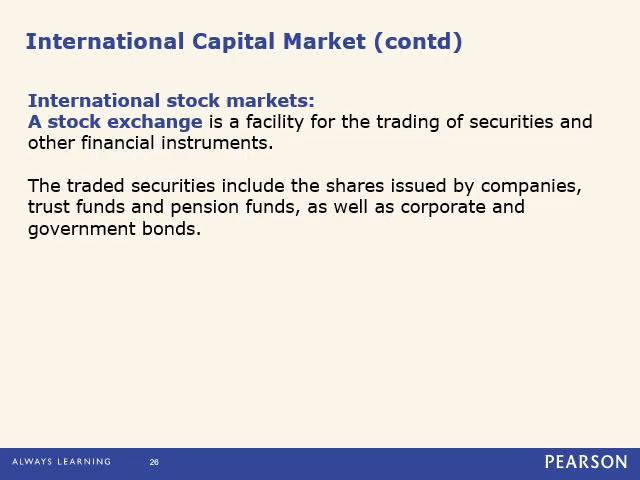 International Capital Market (contd)
International stock markets:
A stock exchange is a facility for the trading of securities and
other financial instruments.
The traded securities include the shares issued by companies,
trust funds and pension funds, as well as corporate and
government bonds.
ALWAYS LEARNING 26 PEARSON